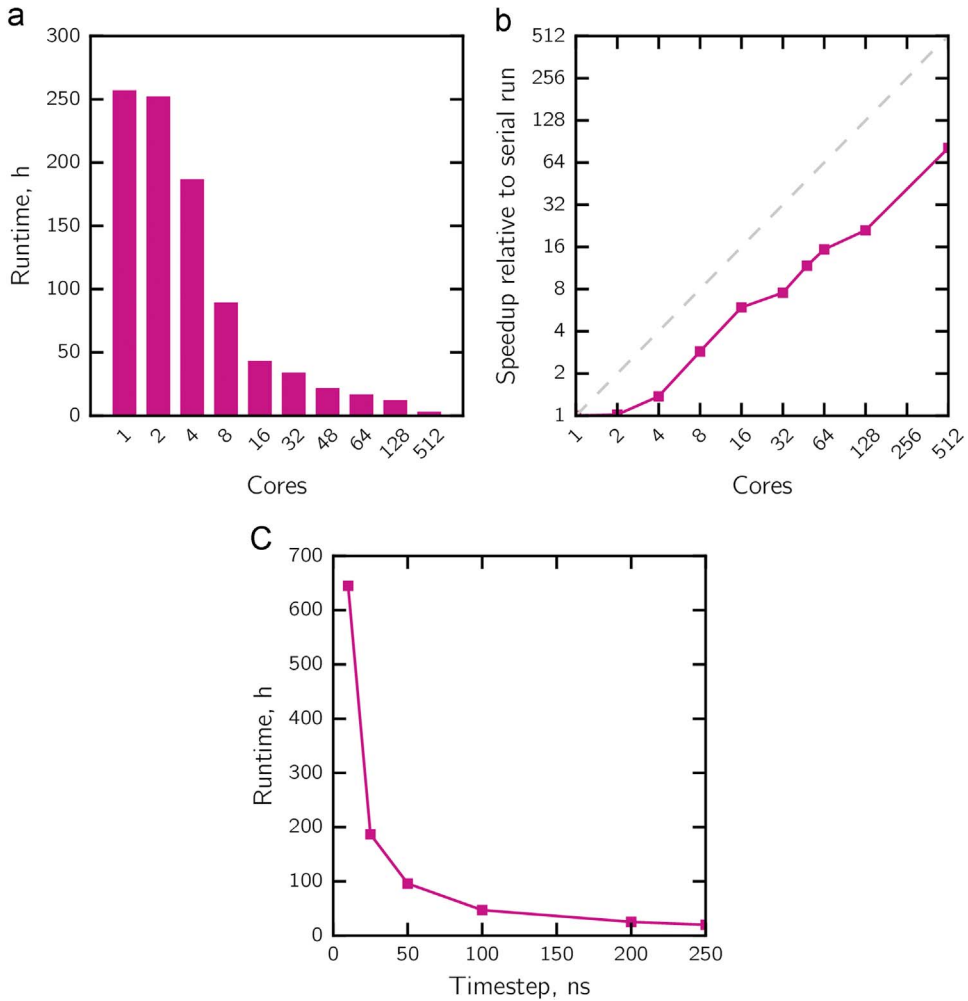 a
300
250
200
150
100
50
0
Runtime, h
1 2 4 8 16 32 48 64 128 512
Cores
b
512
256
128
64
32
16
8
4
2
1
Speedup relative to serial run
1 2 4 8 16 32 64 128 256 512
Cores
C
700
600
500
400
300
200
100
0
Runtime, h
0 50 100 150 200 250
Timestep, ns